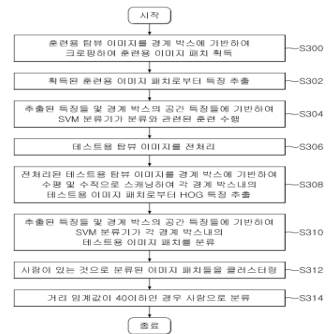 시작
훈련용 탑뷰 이미지를 경계 박스에 기반하여
크로핑하여 훈련용 이미지 패치 획득
S300
획득된 훈련용 이미지 패치로부터 특징 추출
S302
추출된 특징들 및 경계 박스의 공간 특징들에 기반하여
SVM 분류기가 분류와 관련된 훈련 수행
S304
테스트용 탑뷰 이미지를 전처리
S306
전처리된 테스트용 탑뷰 이미지를 경계 박스에 기반하여
수평 및 수직으로 스캐닝하여 각 경계 박스내의
테스트용 이미지 패치로부터 HOG 특징 추출
S308
추출된 특징들 및 경계 박스의 공간 특징들에 기반하여
SVM 분류기가 각 경계 박스내의
테스트용 이미지 패치를 분류
S310
사람이 있는 것으로 분류된 이미지 패치들을 클러스터링
S312
거리 임계값이 40이하인 경우 사람으로 분류
S314
종료